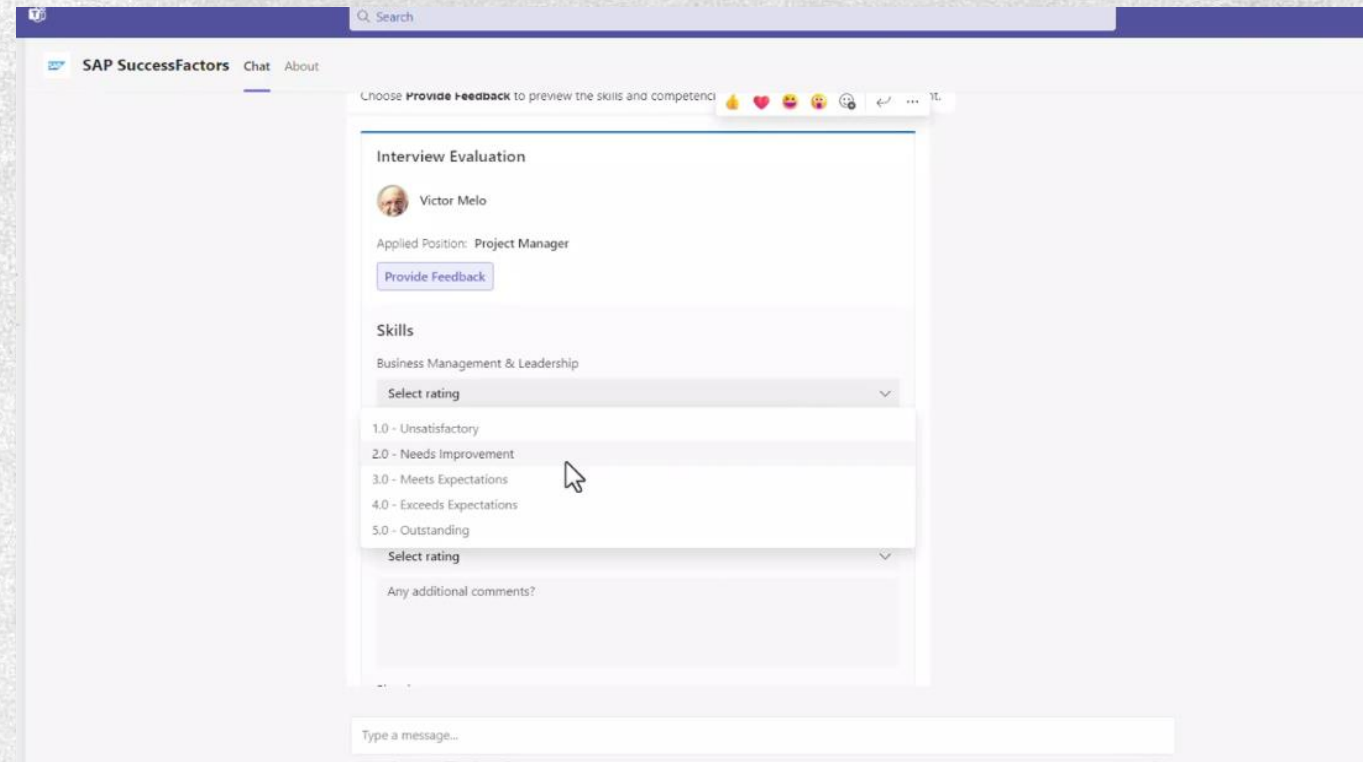 Search
SAP SuccessFactors Chat About
Choose Provide Feedback to preview the skills and
Interview Evaluation
Victor Melo
Applied Position: Project Manager
Provide Feedback
Skills
Business Management & Leadership
Select rating
1.0 - Unsatisfactory
2.0 - Needs Improvement
3.0 - Meets Expectations
4.0 - Exceeds Expectations
5.0 - Outstanding
Select rating
Any additional comments?
Type a message...